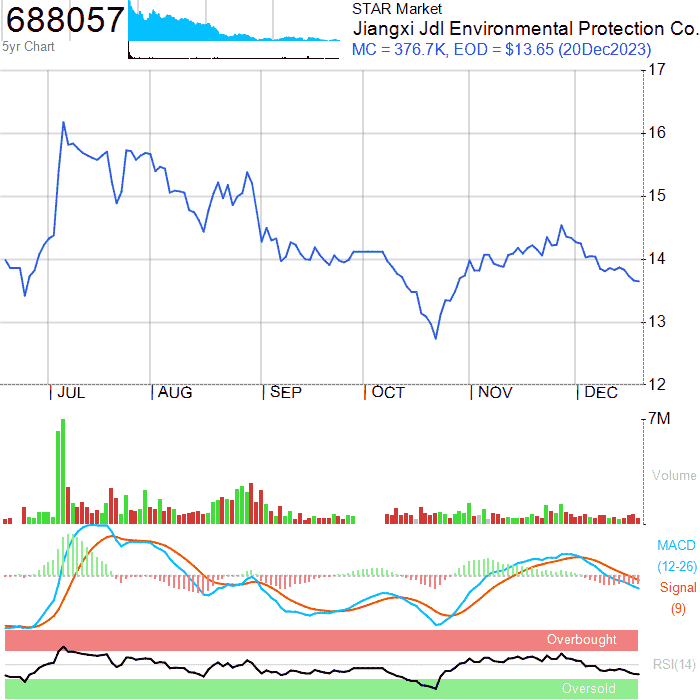 688057
5yr Chart
STAR Market
Jiangxi Jdl Environmental Protection Co.
MC = 376.7K, EOD = $13.65 (20Dec2023)
17
16
15
14
13
12
JUL AUG SEP OCT NOV DEC
7M
Volume
MACD
(12-26)
Signal
(9)
Overbought
RSI(14)
Oversold